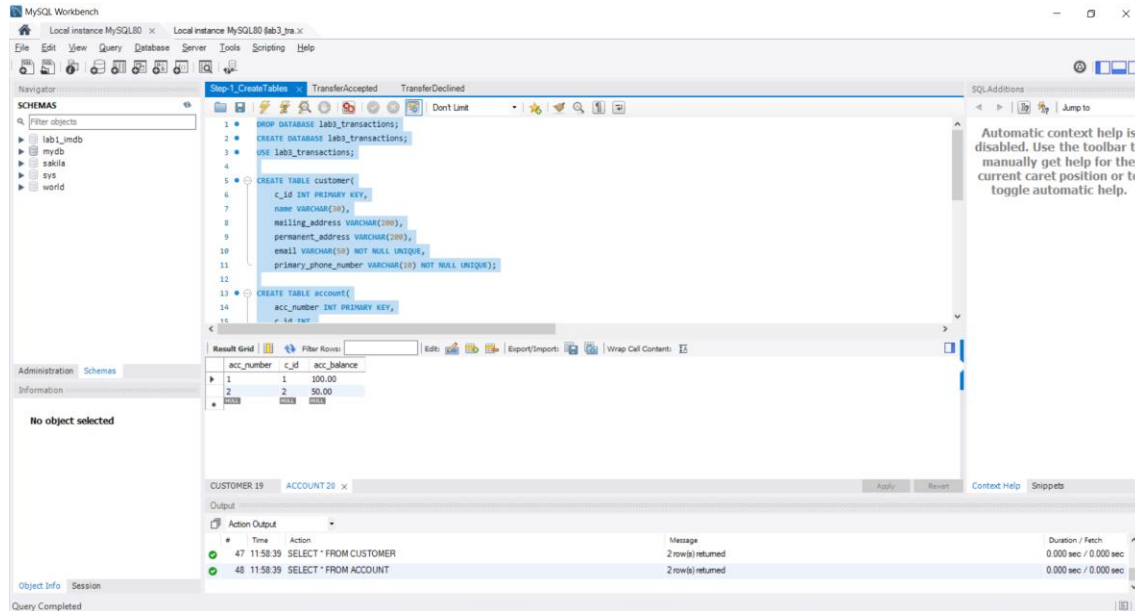 MySQL Workbench
Local instance MySQL80 × Local instance MySQL80 (lab3_tra.×
File Edit View Query Database Server Tools Scripting Help
Navigator
SCHEMAS
Filter objects
lab1_imdb
mydb
sakila
sys
world
Administration Schemas
Information
No object selected
Object Info Session
Query Completed
Step-1_CreateTables × TransferAccepted TransferDeclined
Don't Limit
1 DROP DATABASE lab3_transactions;
2 CREATE DATABASE lab3_transactions;
3 USE lab3_transactions;
4
5 CREATE TABLE customer(
6 c_id INT PRIMARY KEY,
7 name VARCHAR(30),
8 mailing_address VARCHAR(200),
9 permanent_address VARCHAR(200),
10 email VARCHAR(50) NOT NULL UNIQUE,
11 primary_phone_number VARCHAR(10) NOT NULL UNIQUE);
12
13 CREATE TABLE account(
14 acc_number INT PRIMARY KEY,
15 c_id INT
Result Grid Filter Rows: Edit: Export/Import: Wrap Cell Content:
acc_number c_id acc_balance
1 1 100.00
2 2 50.00
NULL NULL NULL
CUSTOMER 19 ACCOUNT 20 × Apply Revert
Output
Action Output
# Time Action Message Duration / Fetch
47 11:58:39 SELECT * FROM CUSTOMER 2 row(s) returned 0.000 sec / 0.000 sec
48 11:58:39 SELECT * FROM ACCOUNT 2 row(s) returned 0.000 sec / 0.000 sec
SQLAdditions
Jump to
Automatic context help is
disabled. Use the toolbar t
manually get help for the
current caret position or to
toggle automatic help.
Context Help Snippets